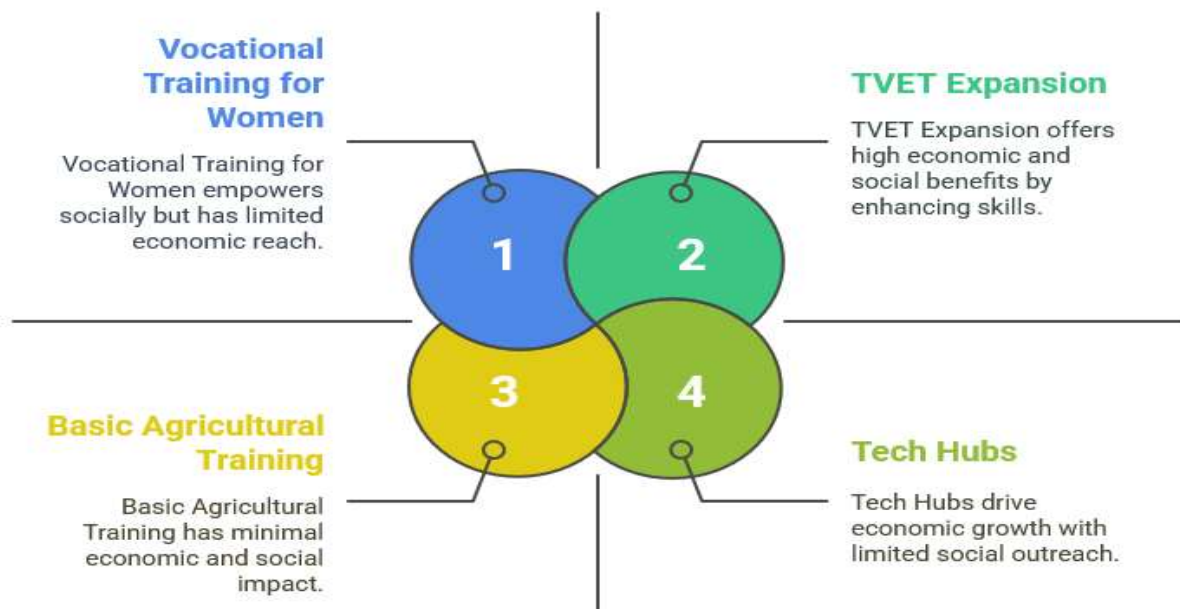 Vocational
Training for
Women
Vocational Training for
Women empowers
socially but has limited
economic reach.
1
TVET Expansion
TVET Expansion offers
high economic and
social benefits by
enhancing skills.
2
Basic Agricultural
Training
Basic Agricultural
Training has minimal
economic and social
impact.
3
Tech Hubs
Tech Hubs drive
economic growth with
limited social outreach.
4